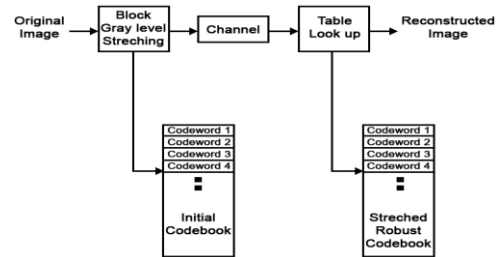 Original
Image
Block
Gray level
Streching
Channel
Table
Look up
Reconstructed
Image
Codeword 1
Codeword 2
Codeword 3
Codeword 4
Initial
Codebook
Codeword 1
Codeword 2
Codeword 3
Codeword 4
Streched
Robust
Codebook